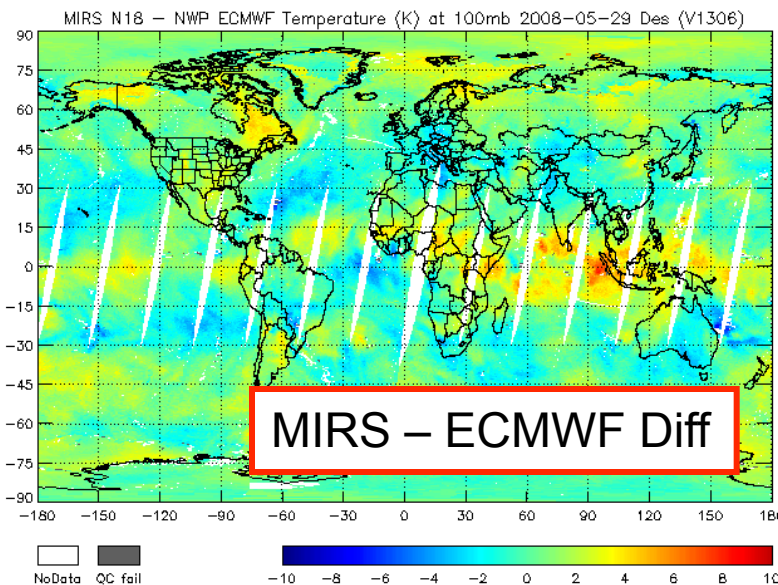 MIRS N18 – NWP ECMWF Temperature (K) at 100mb 2008-05-29 Des (V1306)
90
75
60
45
30
15
0
-15
-30
-45
-60
-75
-90
MIRS – ECMWF Diff
-180 -150 -120 -90 -60 -30 0 30 60 90 120 150 180
NoData QC fail
-10 -8 -6 -4 -2 0 2 4 6 8 10